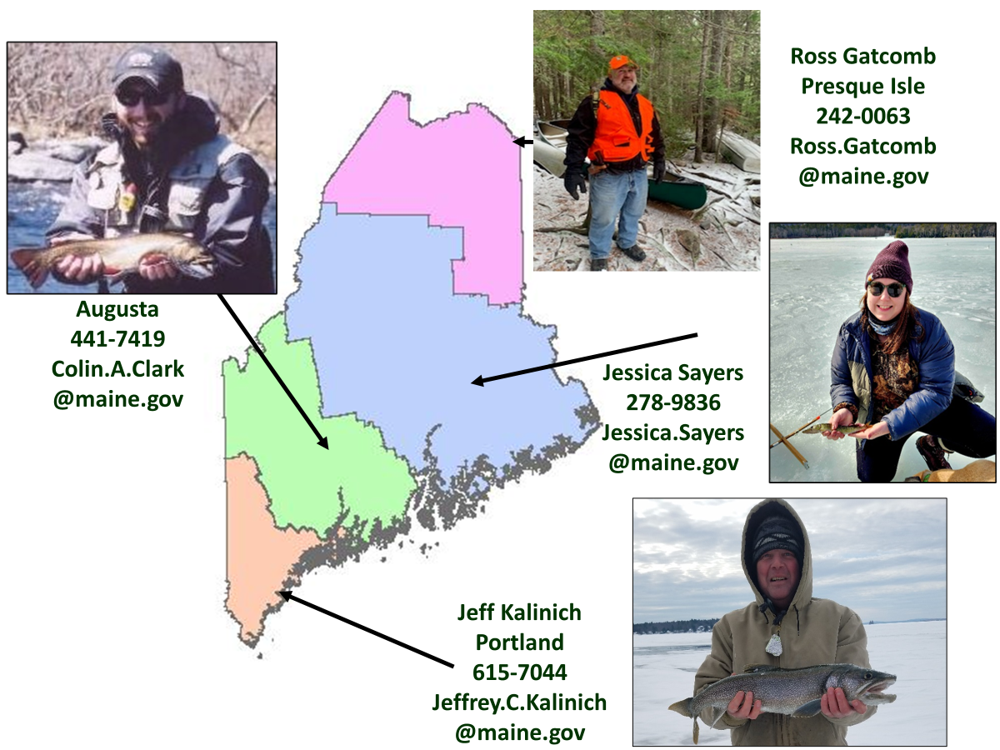 Ross Gatcomb
Presque Isle
242-0063
Ross.Gatcomb
@maine.gov
Augusta
441-7419
Colin.A.Clark
@maine.gov
Jessica Sayers
278-9836
Jessica.Sayers
@maine.gov
Jeff Kalinich
Portland
615-7044
Jeffrey.C.Kalinich
@maine.gov